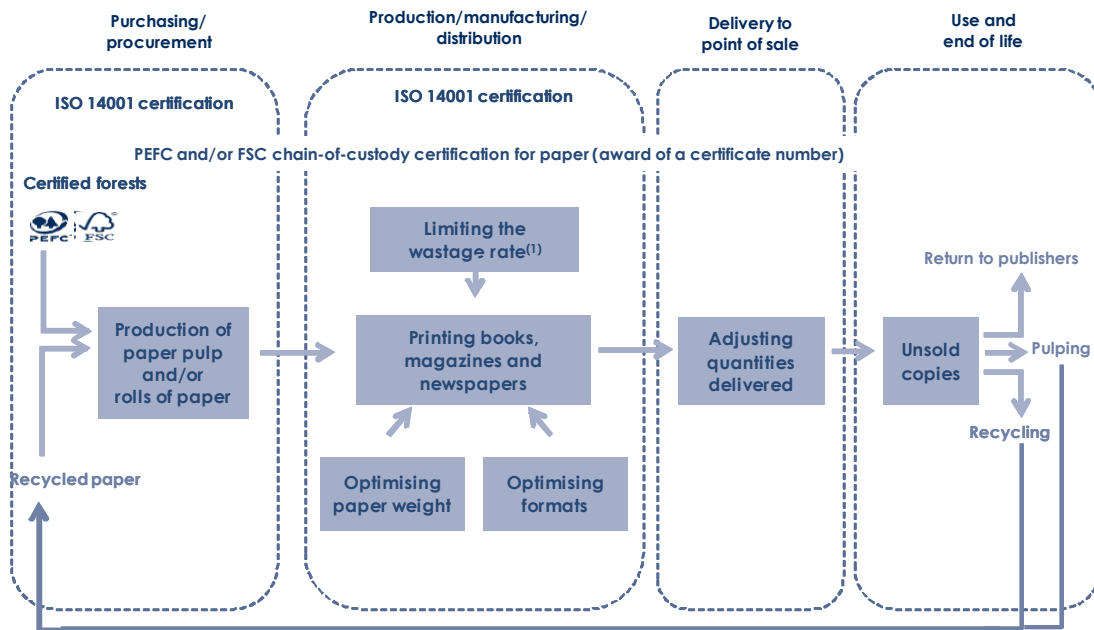 Purchasing/
procurement
Production/manufacturing/
distribution
Delivery to
point of sale
Use and
end of life
ISO 14001 certification
ISO 14001 certification
PEFC and/or FSC chain-of-custody certification for paper (award of a certificate number)
Certified forests
PEFC
FSC
Limiting the
wastage rate(1)
Return to publishers
Production of
paper pulp
and/or
rolls of paper
Printing books,
magazines and
newspapers
Adjusting
quantities
delivered
Unsold
copies
Pulping
Recycling
Recycled paper
Optimising
paper weight
Optimising
formats